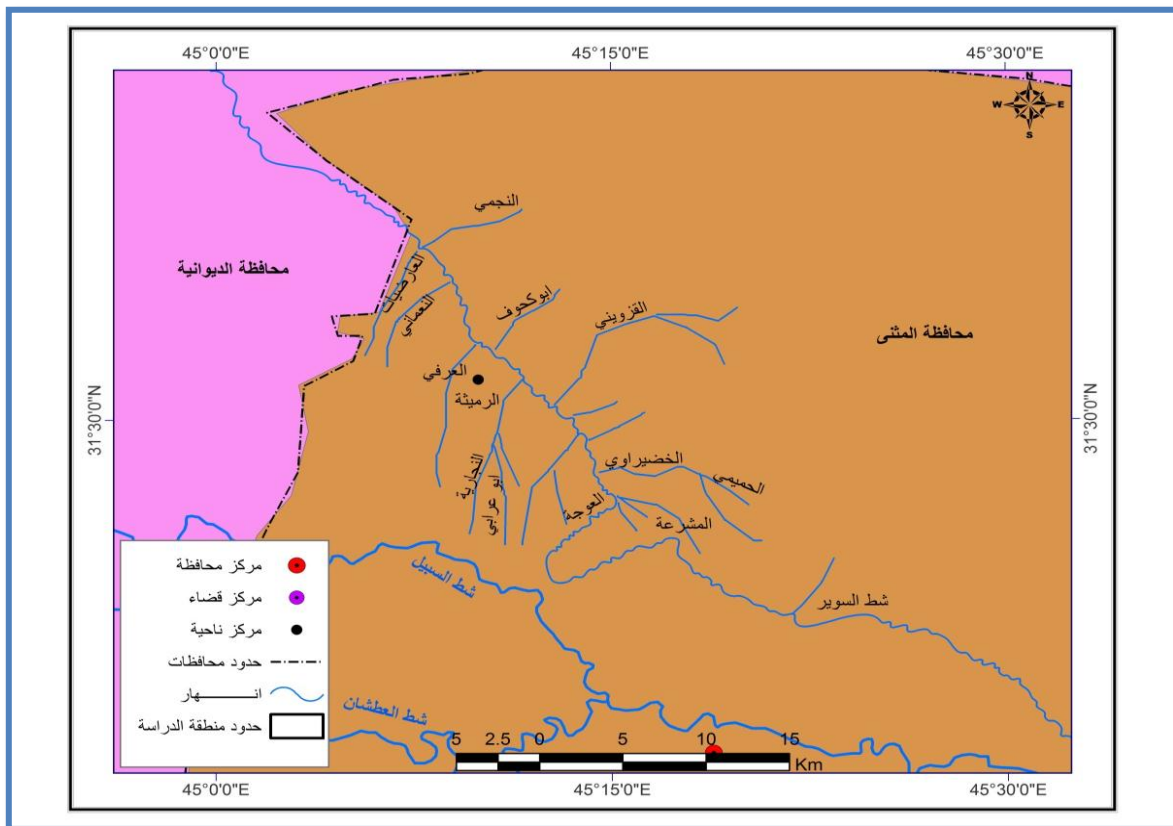 45°0'0"E
45°15'0"E
45°30'0"E
N
W
E
S
النجمي
محافظة الديوانية
العارضيات
النعماني
ابوكحوف
القزويني
محافظة المثنى
العرفي
الرميثة
31°30'0"N
31°30'0"N
النجارية
ابو عرابي
الخضيراوي
الحميمي
العوجة
المشرعة
شط السبيل
شط السوير
مركز محافظة
مركز قضاء
مركز ناحية
حدود محافظات
انــــــــهار
حدود منطقة الدراسة
شط العطشان
5 2.5 0 5 10 15
Km
45°0'0"E
45°15'0"E
45°30'0"E